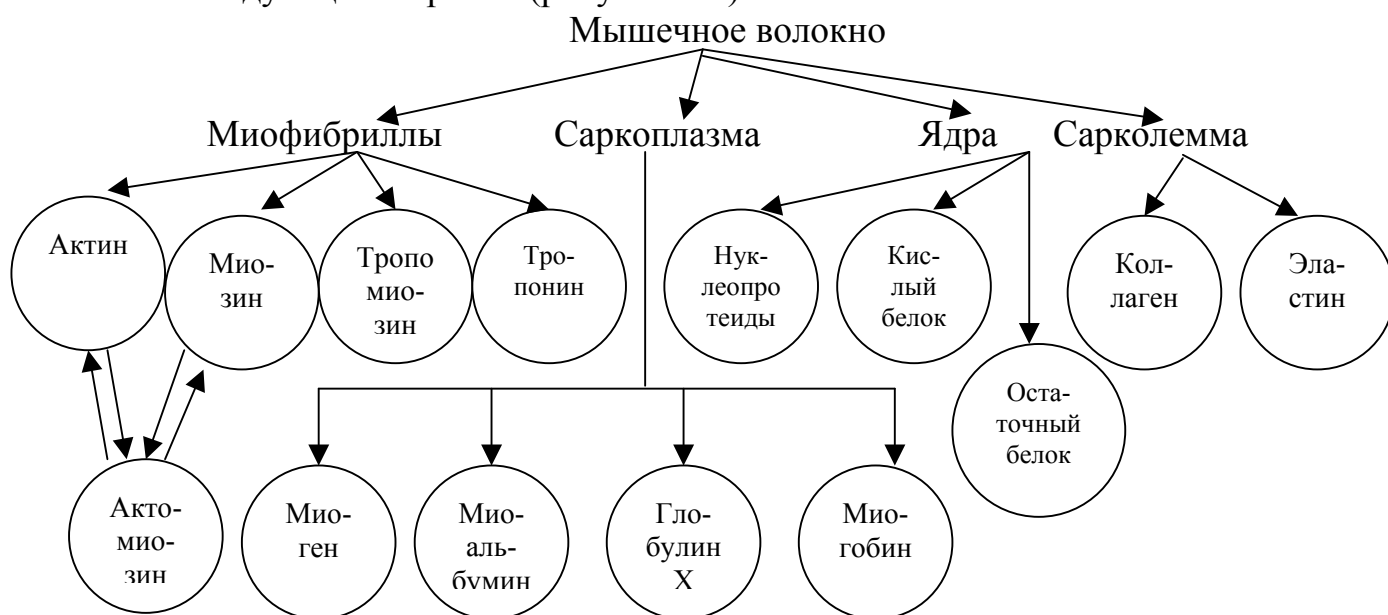 Мышечное волокно
Миофибриллы Саркоплазма Ядра Сарколемма
Актин
Мио-
зин
Тропо
мио-
зин
Тро-
понин
Нук-
леопро
теиды
Кис-
лый
белок
Кол-
лаген
Эла-
стин
Оста-
точный
белок
Акто-
мио-
зин
Мио-
ген
Мио-
аль-
бумин
Гло-
булин
Х
Мио-
гобин